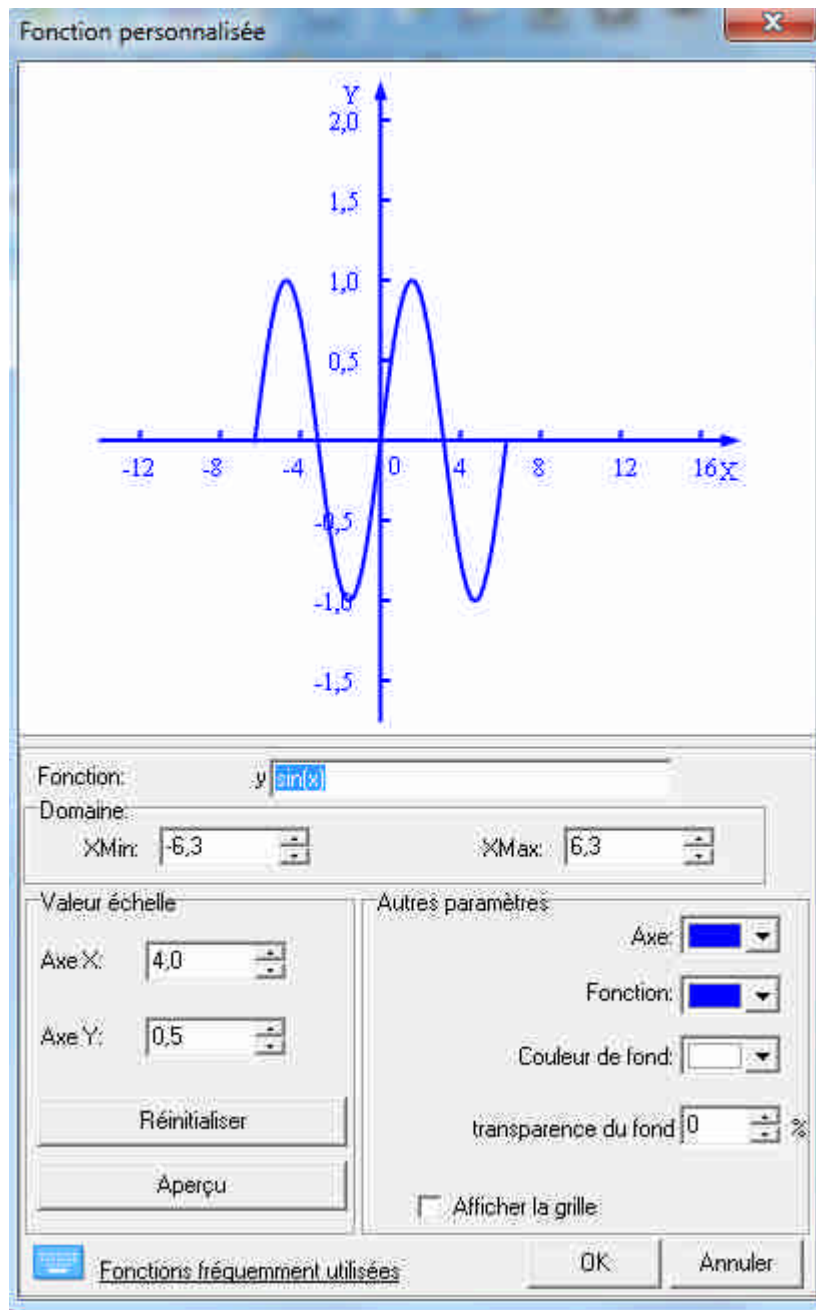 Fonction personnalisée
Y
2,0
1,5
1,0
0,5
-12 -8 -4 0 4 8 12 16 X
-0,5
-1,0
-1,5
Fonction: y sin(x)
Domaine:
XMin: -6,3 XMax: 6,3
Valeur échelle
Axe X: 4,0
Axe Y: 0,5
Réinitialiser
Aperçu
Autres paramètres
Axe:
Fonction:
Couleur de fond:
transparence du fond 0 %
Afficher la grille
Fonctions fréquemment utilisées
OK
Annuler